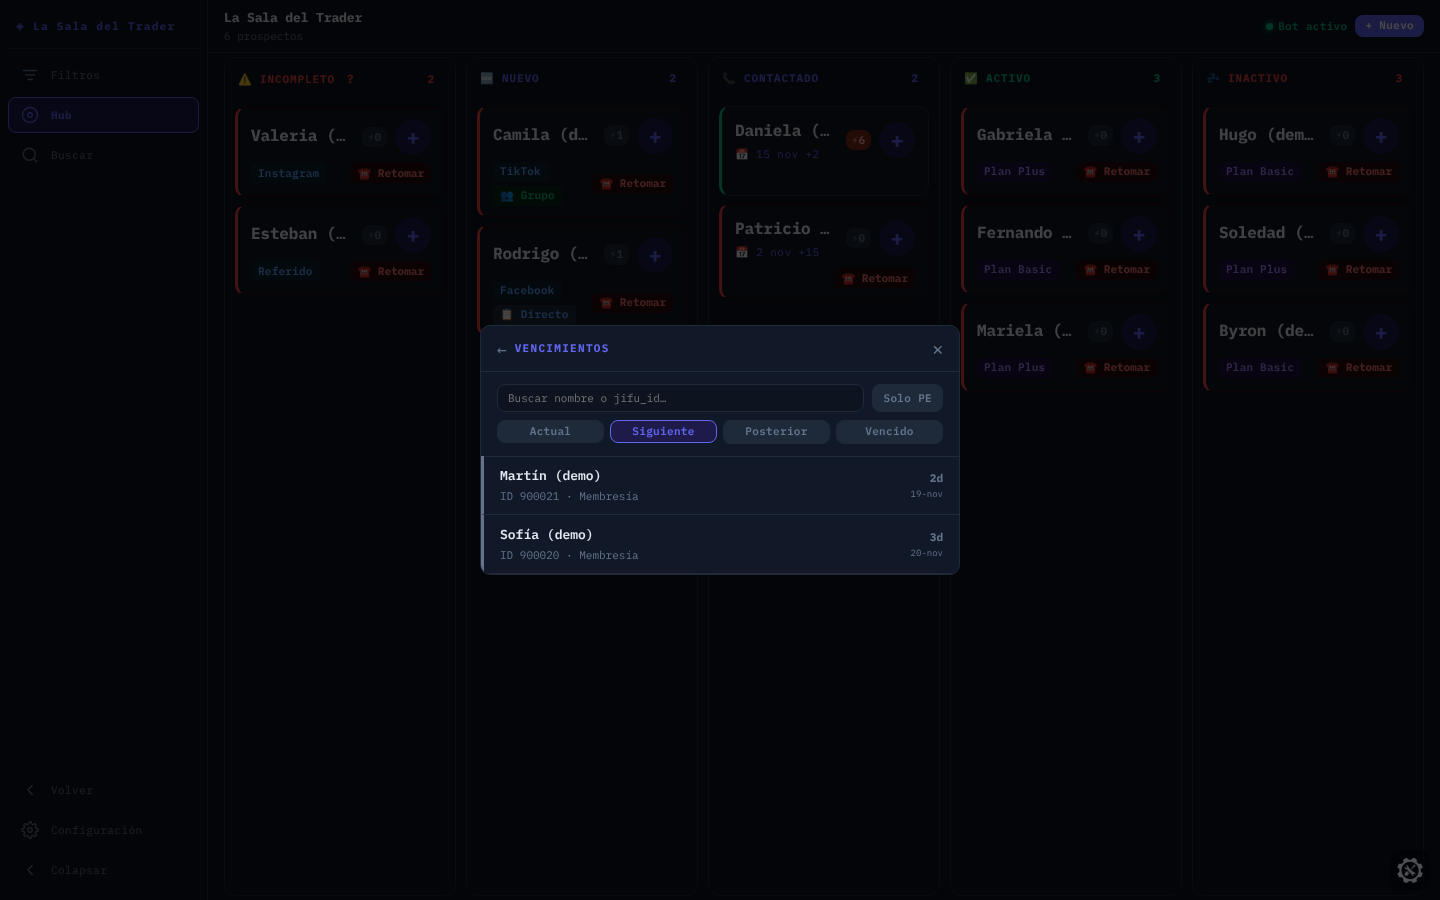 ◈ La Sala del Trader
Filtros
Hub
Buscar
Volver
Configuración
Colapsar
La Sala del Trader
6 prospectos
Bot activo
+ Nuevo
⚠️ INCOMPLETO ? 2
Valeria (… ⚡0 +
Instagram ☎️ Retomar
Esteban (… ⚡0 +
Referido ☎️ Retomar
🆕 NUEVO 2
Camila (d… ⚡1 +
TikTok
👥 Grupo ☎️ Retomar
Rodrigo (… ⚡1 +
Facebook
📋 Directo ☎️ Retomar
📞 CONTACTADO 2
Daniela (… ⚡6 +
📅 15 nov +2
Patricio … ⚡0 +
📅 2 nov +15
☎️ Retomar
✅ ACTIVO 3
Gabriela … ⚡0 +
Plan Plus ☎️ Retomar
Fernando … ⚡0 +
Plan Basic ☎️ Retomar
Mariela (… ⚡0 +
Plan Plus ☎️ Retomar
💤 INACTIVO 3
Hugo (dem… ⚡0 +
Plan Basic ☎️ Retomar
Soledad (… ⚡0 +
Plan Plus ☎️ Retomar
Byron (de… ⚡0 +
Plan Basic ☎️ Retomar
← VENCIMIENTOS ✕
Buscar nombre o jifu_id… Solo PE
Actual Siguiente Posterior Vencido
Martín (demo) 2d
ID 900021 · Membresía 19-nov
Sofía (demo) 3d
ID 900020 · Membresía 20-nov